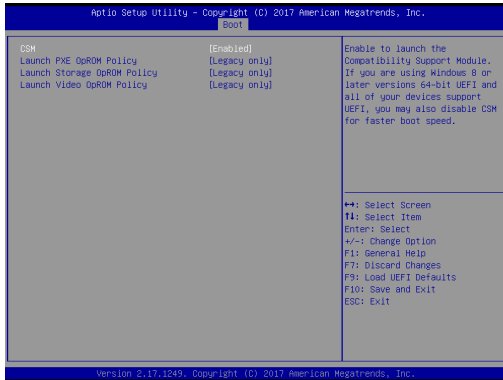 Aptio Setup Utility – Copyright (C) 2017 American Megatrends, Inc.
Boot
CSM [Enabled]
Launch PXE OpROM Policy [Legacy only]
Launch Storage OpROM Policy [Legacy only]
Launch Video OpROM Policy [Legacy only]
Enable to launch the
Compatibility Support Module.
If you are using Windows 8 or
later versions 64-bit UEFI and
all of your devices support
UEFI, you may also disable CSM
for faster boot speed.
↔: Select Screen
↑↓: Select Item
Enter: Select
+/-: Change Option
F1: General Help
F7: Discard Changes
F9: Load UEFI Defaults
F10: Save and Exit
ESC: Exit
Version 2.17.1249. Copyright (C) 2017 American Megatrends, Inc.